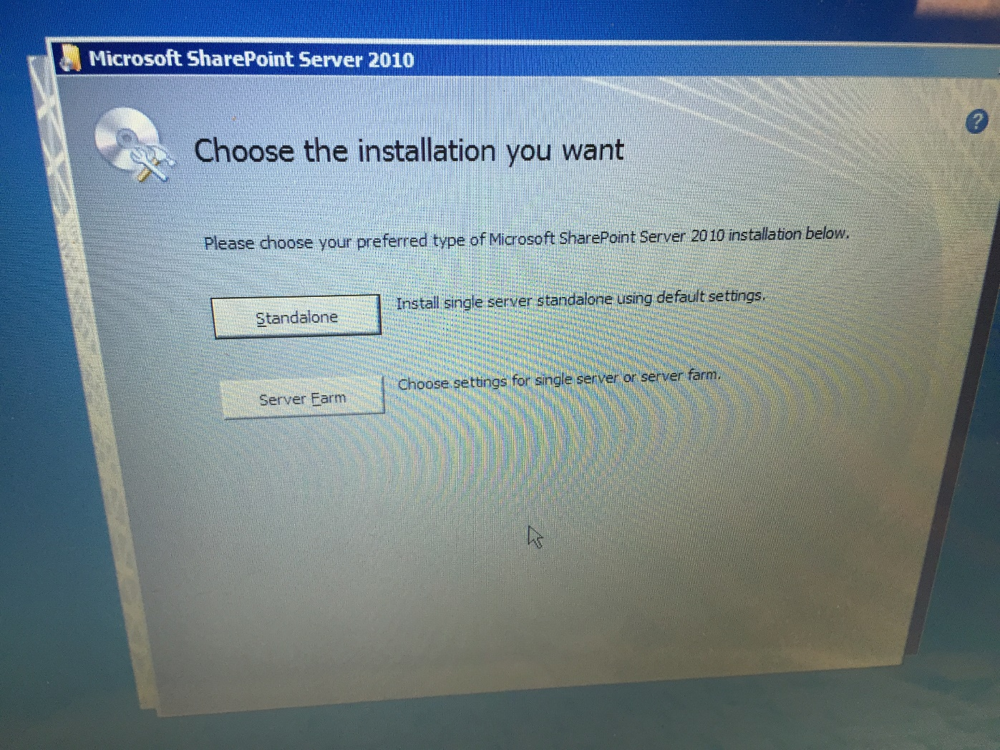 Microsoft SharePoint Server 2010
?
Choose the installation you want
Please choose your preferred type of Microsoft SharePoint Server 2010 installation below.
Standalone
Install single server standalone using default settings.
Server Farm
Choose settings for single server or server farm.